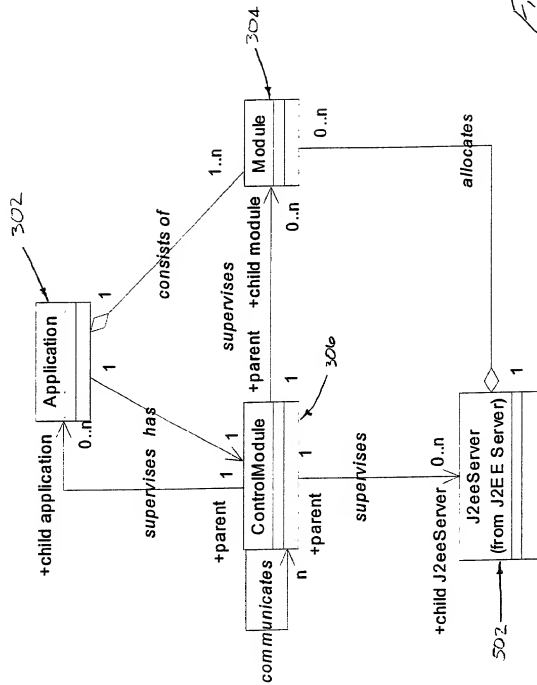 302
Application
+child application
0..n
1
1
supervises
has
consists of
1..n
304
Module
0..n
+child module
0..n
supervises
+parent
1
1
1
+parent
ControlModule
306
communicates
n
1
+parent
supervises
allocates
+child J2eeServer
0..n
1
J2eeServer
(from J2EE Server)
502